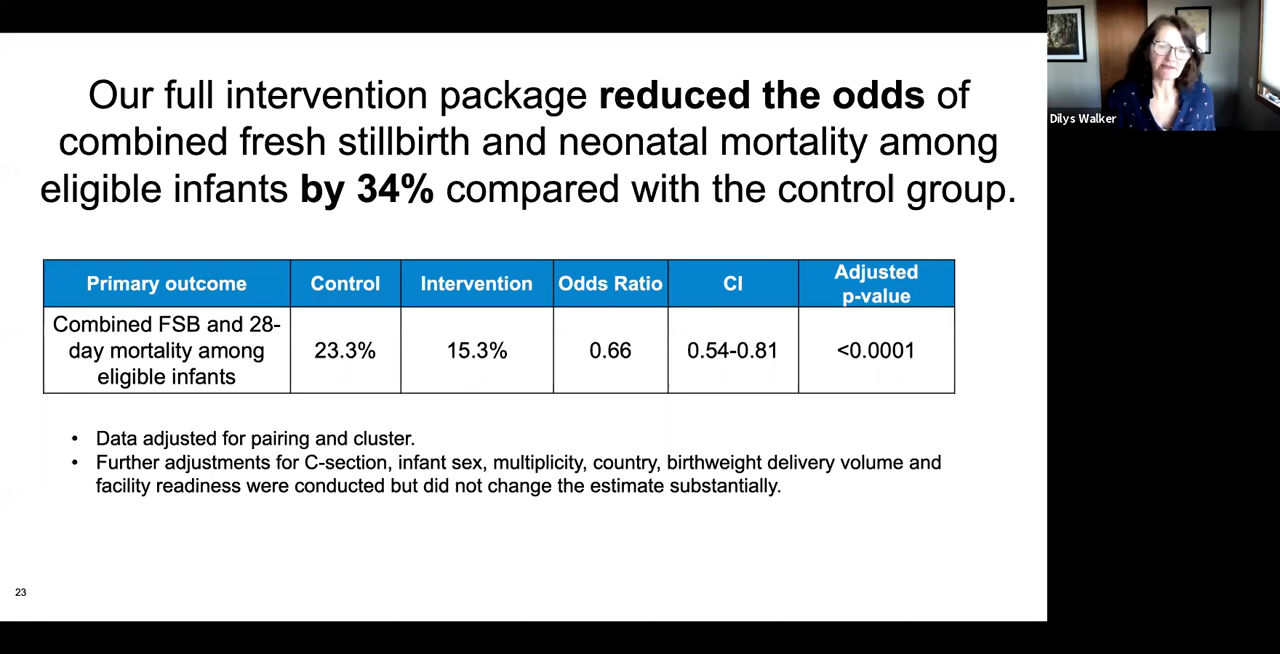 Our full intervention package reduced the odds of
combined fresh stillbirth and neonatal mortality among
eligible infants by 34% compared with the control group.
Primary outcome
Control
Intervention
Odds Ratio
CI
Adjusted
p-value
Combined FSB and 28-
day mortality among
eligible infants
23.3%
15.3%
0.66
0.54-0.81
<0.0001
• Data adjusted for pairing and cluster.
• Further adjustments for C-section, infant sex, multiplicity, country, birthweight delivery volume and
facility readiness were conducted but did not change the estimate substantially.
23
Dilys Walker